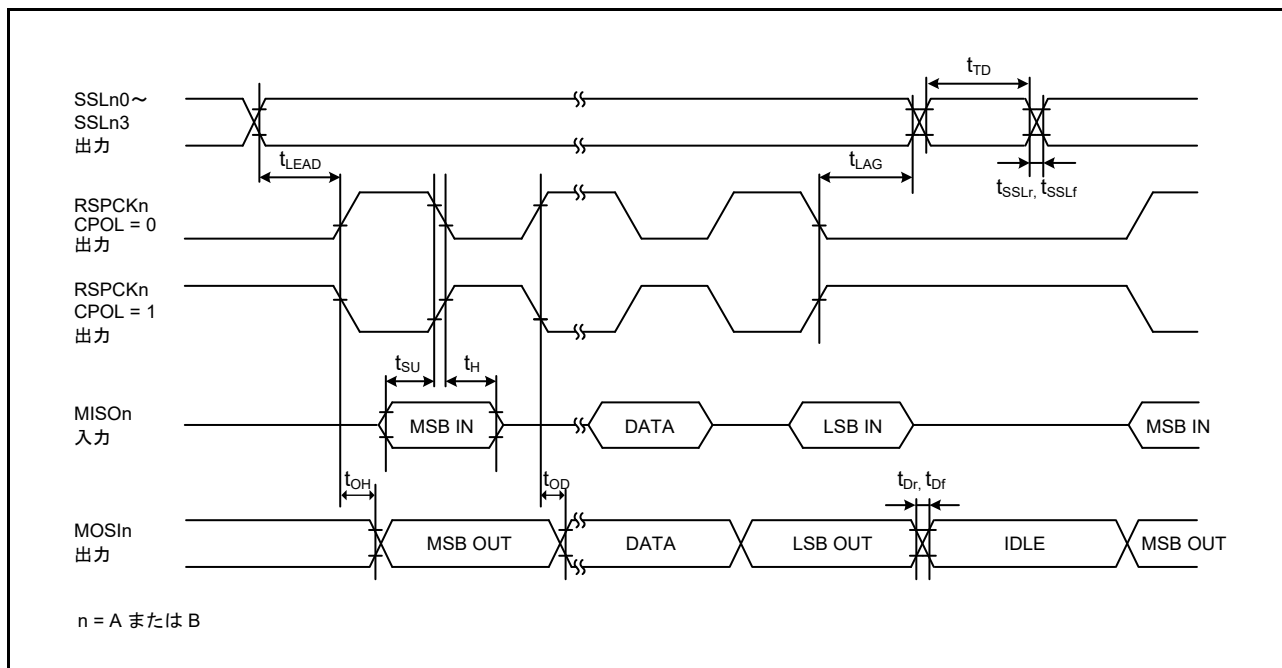 tTD
SSLn0～
SSLn3
出力
tLEAD
tLAG
tSSLr, tSSLf
RSPCKn
CPOL = 0
出力
RSPCKn
CPOL = 1
出力
tSU
tH
MISOn
入力
MSB IN
DATA
LSB IN
MSB IN
tOH
tOD
tDr, tDf
MOSIn
出力
MSB OUT
DATA
LSB OUT
IDLE
MSB OUT
n = A または B